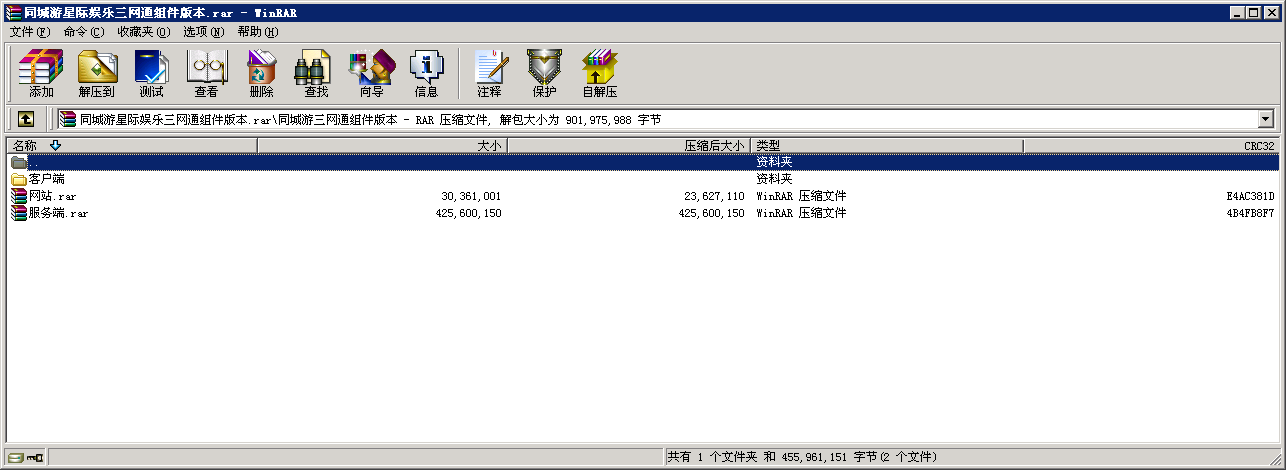 同城游星际娱乐三网通组件版本.rar - WinRAR
文件(F) 命令(C) 收藏夹(O) 选项(N) 帮助(H)
添加 解压到 测试 查看 删除 查找 向导 信息 注释 保护 自解压
同城游星际娱乐三网通组件版本.rar\同城游三网通组件版本 - RAR 压缩文件, 解包大小为 901,975,988 字节
名称 大小 压缩后大小 类型 CRC32
.. 资料夹
客户端 资料夹
网站.rar 30,361,001 23,627,110 WinRAR 压缩文件 E4AC381D
服务端.rar 425,600,150 425,600,150 WinRAR 压缩文件 4B4FB8F7
共有 1 个文件夹 和 455,961,151 字节(2 个文件)